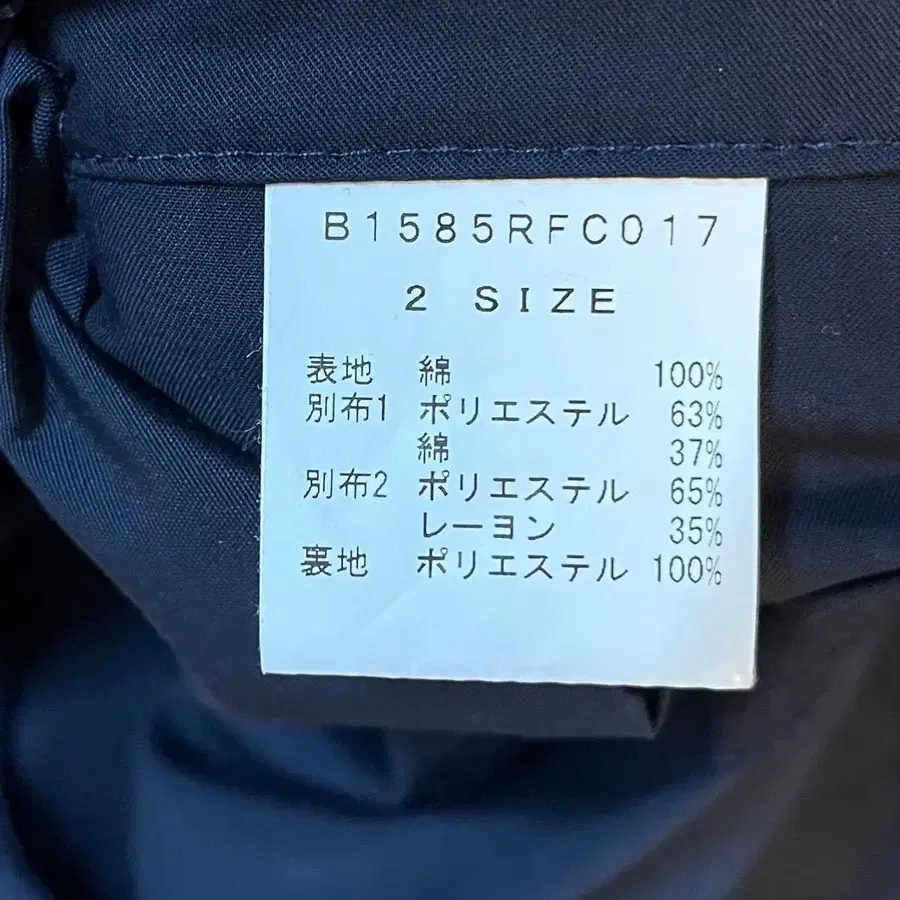 B1585RFC017
2 SIZE
表地 綿 100%
別布1 ポリエステル 63%
綿 37%
別布2 ポリエステル 65%
レーヨン 35%
裏地 ポリエステル 100%